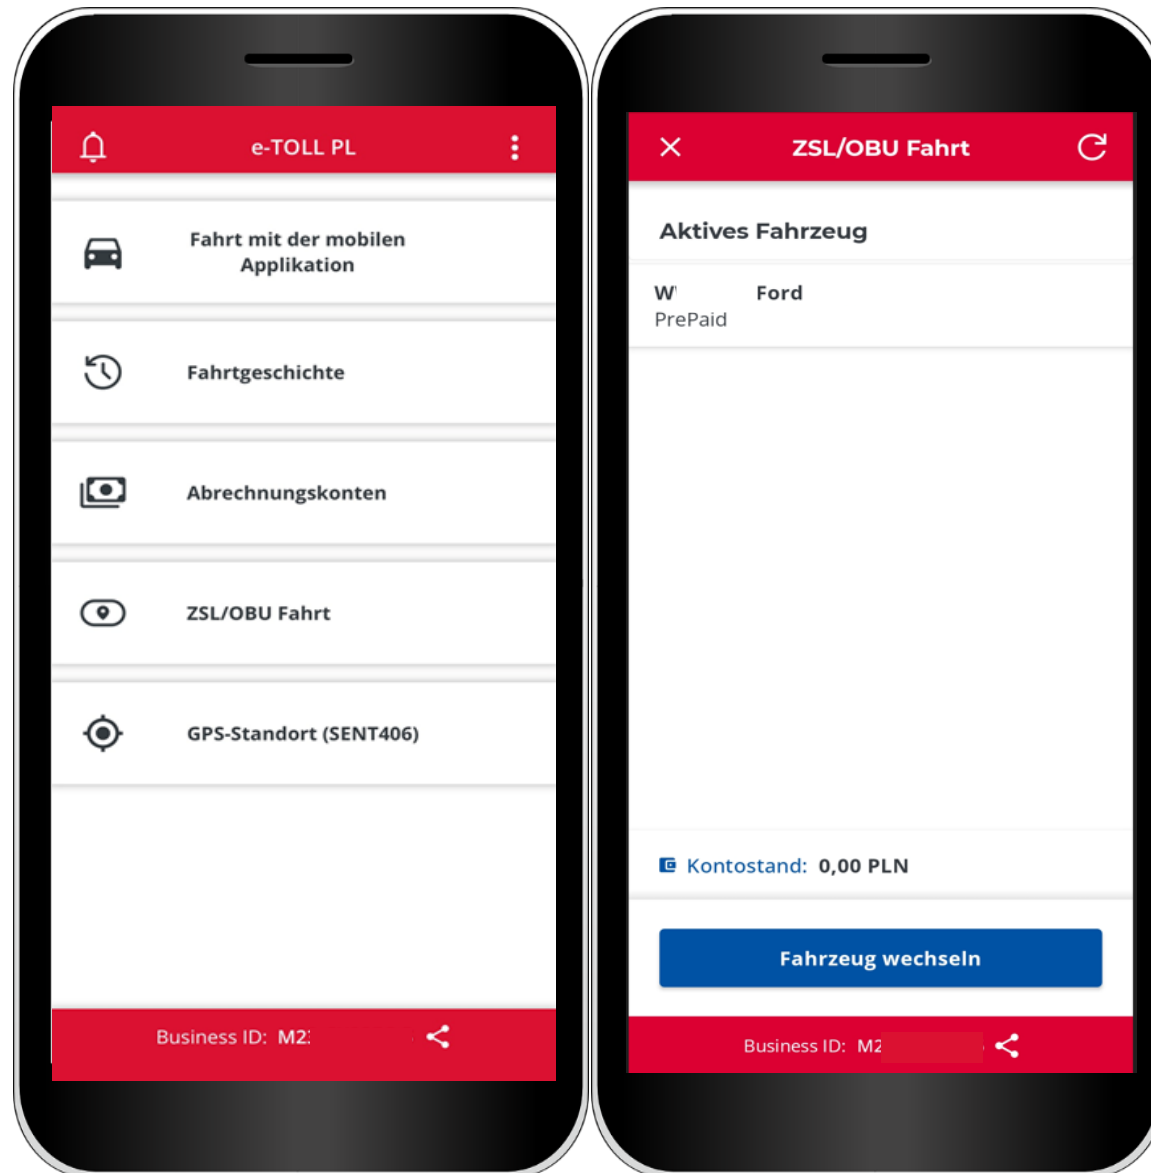 e-TOLL PL
Fahrt mit der mobilen
Applikation
Fahrtgeschichte
Abrechnungskonten
ZSL/OBU Fahrt
GPS-Standort (SENT406)
Business ID: M2
ZSL/OBU Fahrt
Aktives Fahrzeug
W Ford
PrePaid
Kontostand: 0,00 PLN
Fahrzeug wechseln
Business ID: M2